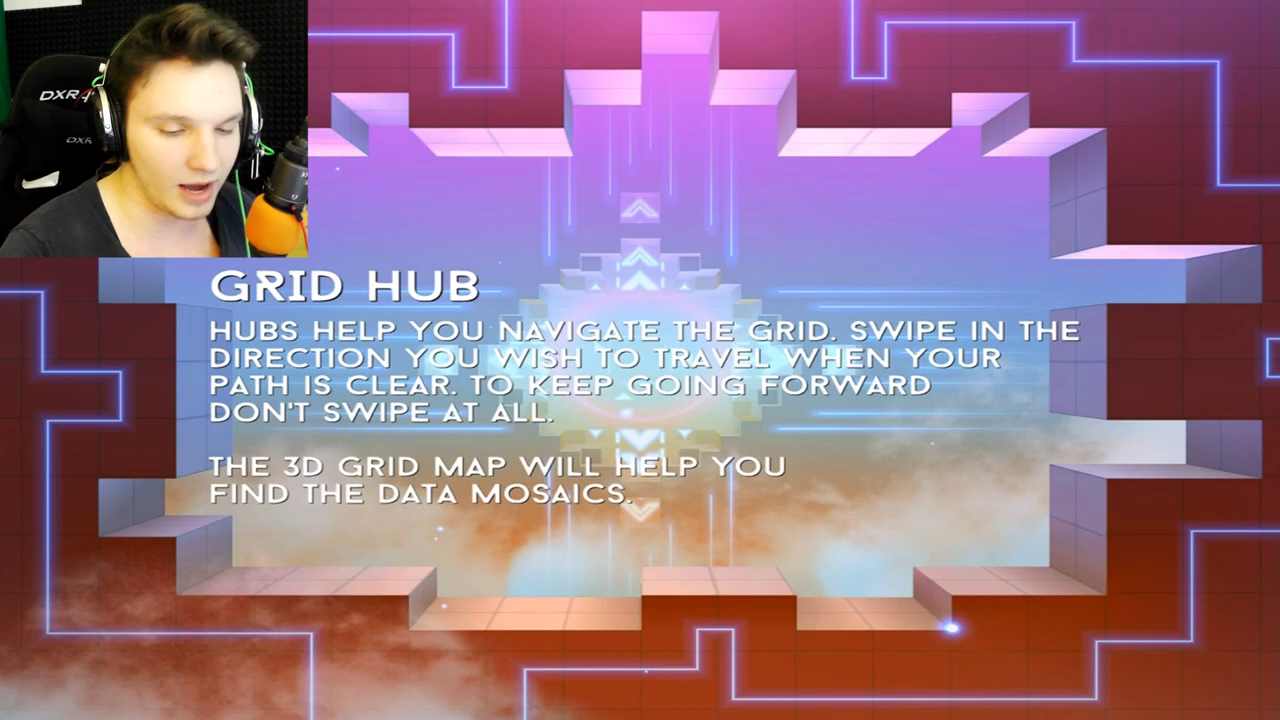 DXR
DXR
GRID HUB
HUBS HELP YOU NAVIGATE THE GRID. SWIPE IN THE
DIRECTION YOU WISH TO TRAVEL WHEN YOUR
PATH IS CLEAR. TO KEEP GOING FORWARD
DON'T SWIPE AT ALL.
THE 3D GRID MAP WILL HELP YOU
FIND THE DATA MOSAICS.